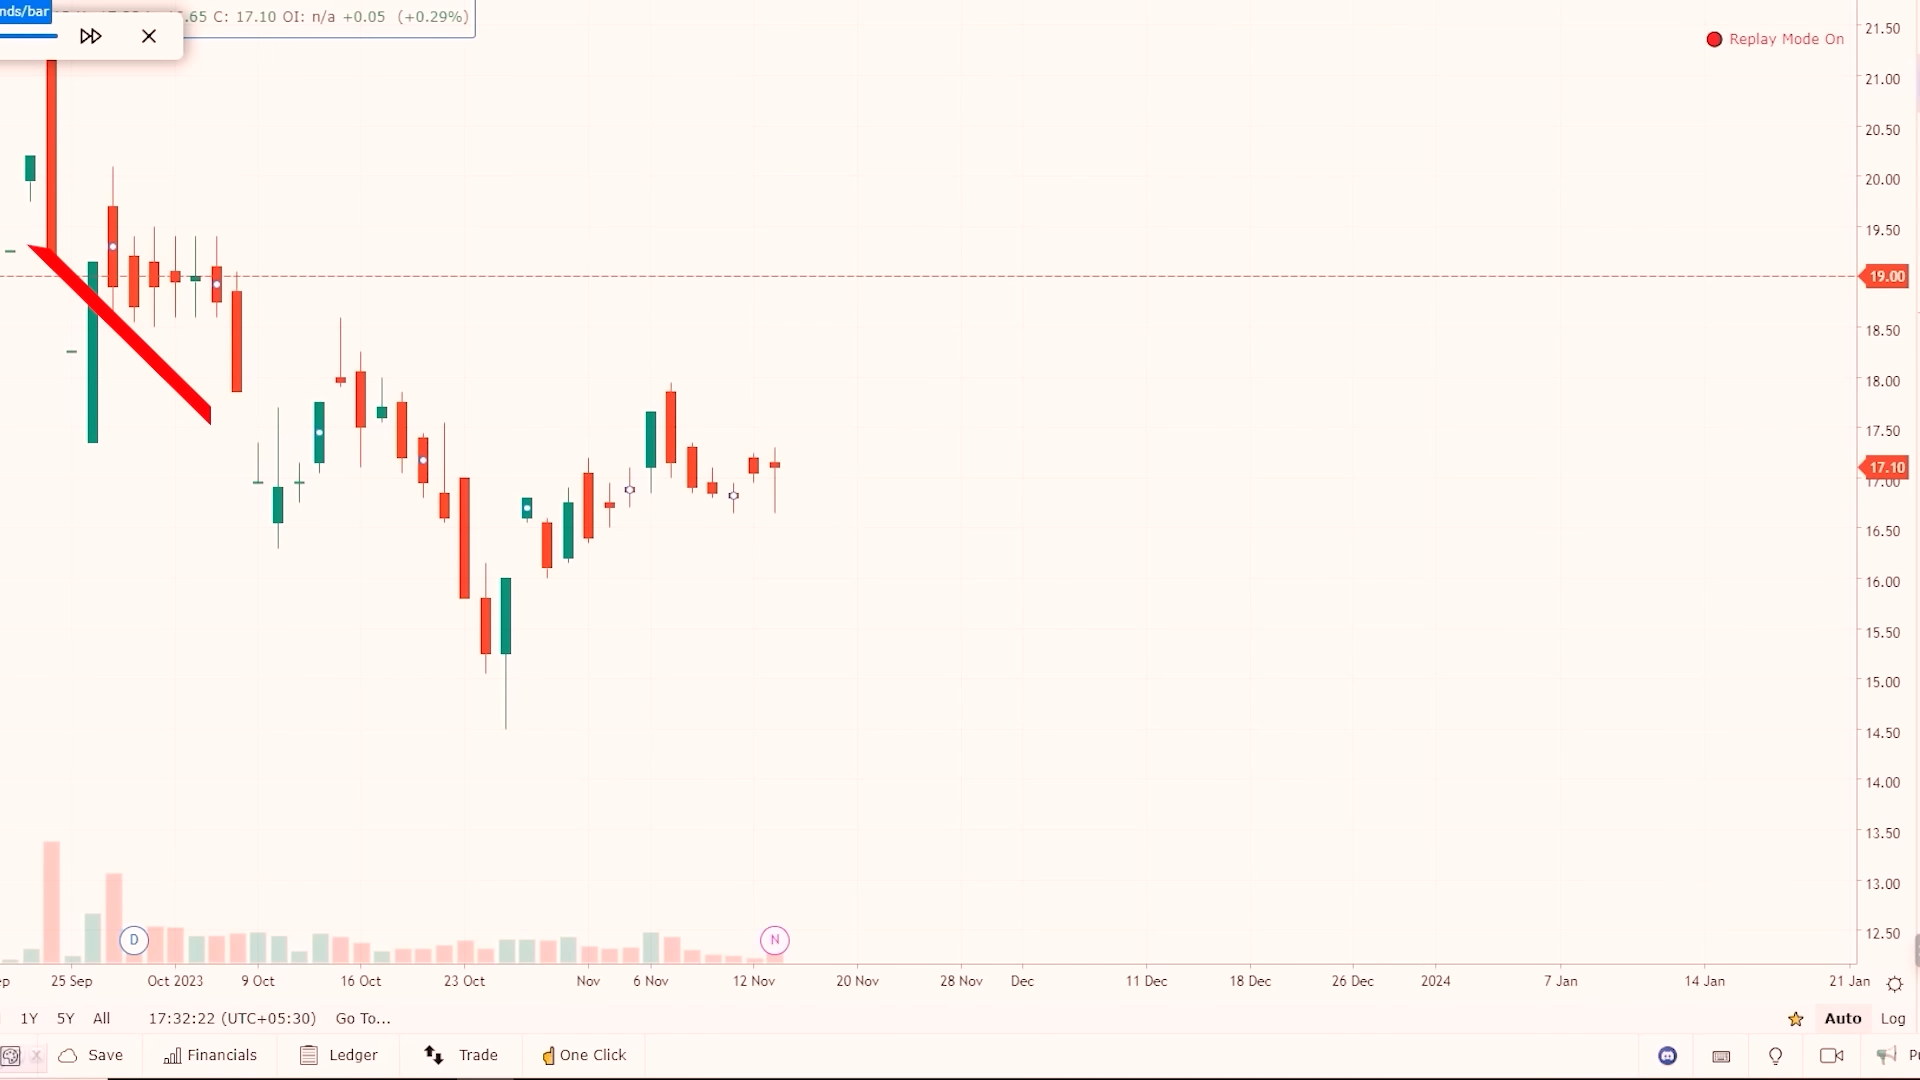 nds/bar
.65 C: 17.10 OI: n/a +0.05 (+0.29%)
Replay Mode On
21.50
21.00
20.50
20.00
19.50
19.00
18.50
18.00
17.50
17.10
17.00
16.50
16.00
15.50
15.00
14.50
14.00
13.50
13.00
12.50
D
N
ep 25 Sep Oct 2023 9 Oct 16 Oct 23 Oct Nov 6 Nov 12 Nov 20 Nov 28 Nov Dec 11 Dec 18 Dec 26 Dec 2024 7 Jan 14 Jan 21 Jan
1Y 5Y All 17:32:22 (UTC+05:30) Go To... Auto Log
Save Financials Ledger Trade One Click